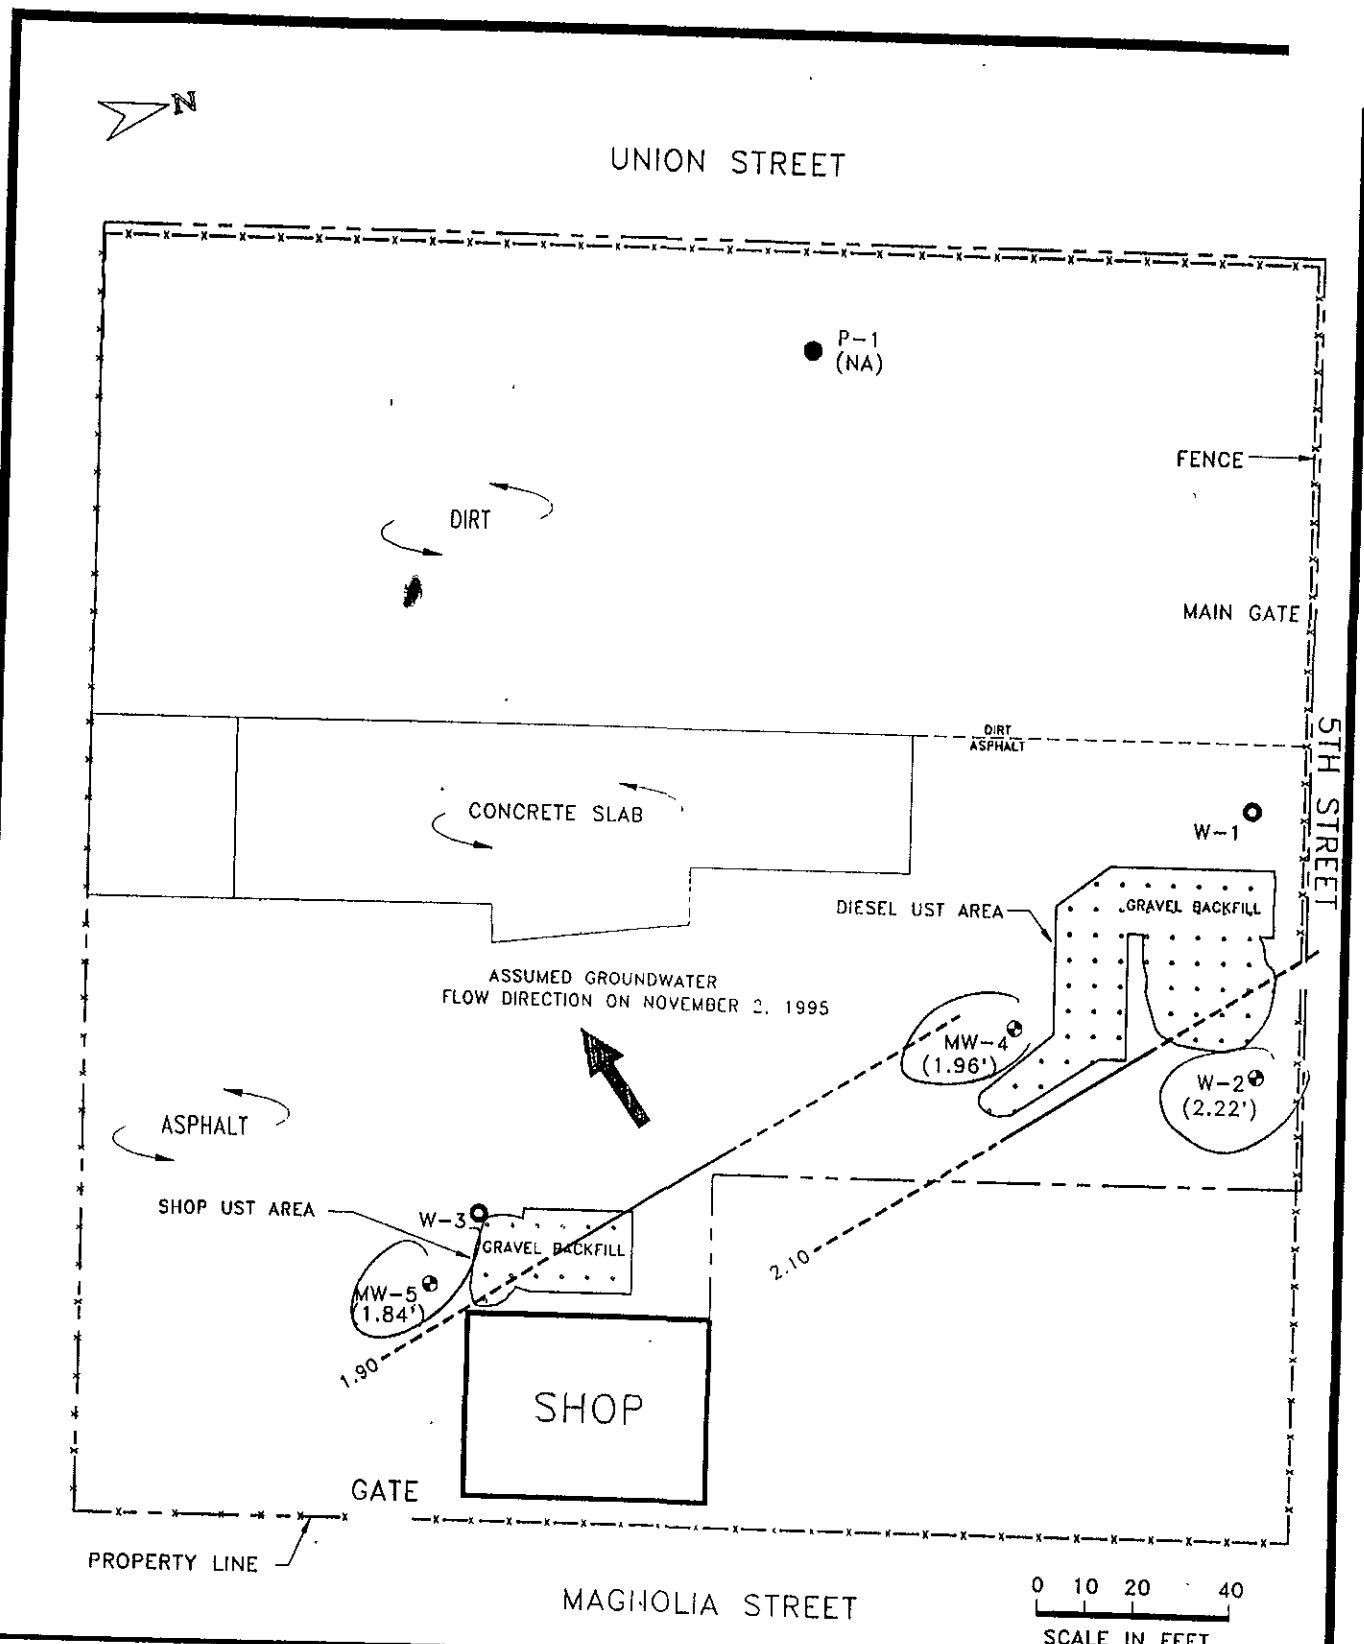 N
UNION STREET
P-1
(NA)
FENCE
DIRT
MAIN GATE
5TH STREET
DIRT
ASPHALT
CONCRETE SLAB
W-1
DIESEL UST AREA
GRAVEL BACKFILL
ASSUMED GROUNDWATER
FLOW DIRECTION ON NOVEMBER 2, 1995
MW-4
(1.96')
W-2
(2.22')
ASPHALT
SHOP UST AREA
W-3
GRAVEL BACKFILL
2.10
MW-5
(1.84')
1.90
SHOP
GATE
PROPERTY LINE
MAGNOLIA STREET
0 10 20 40
SCALE IN FEET